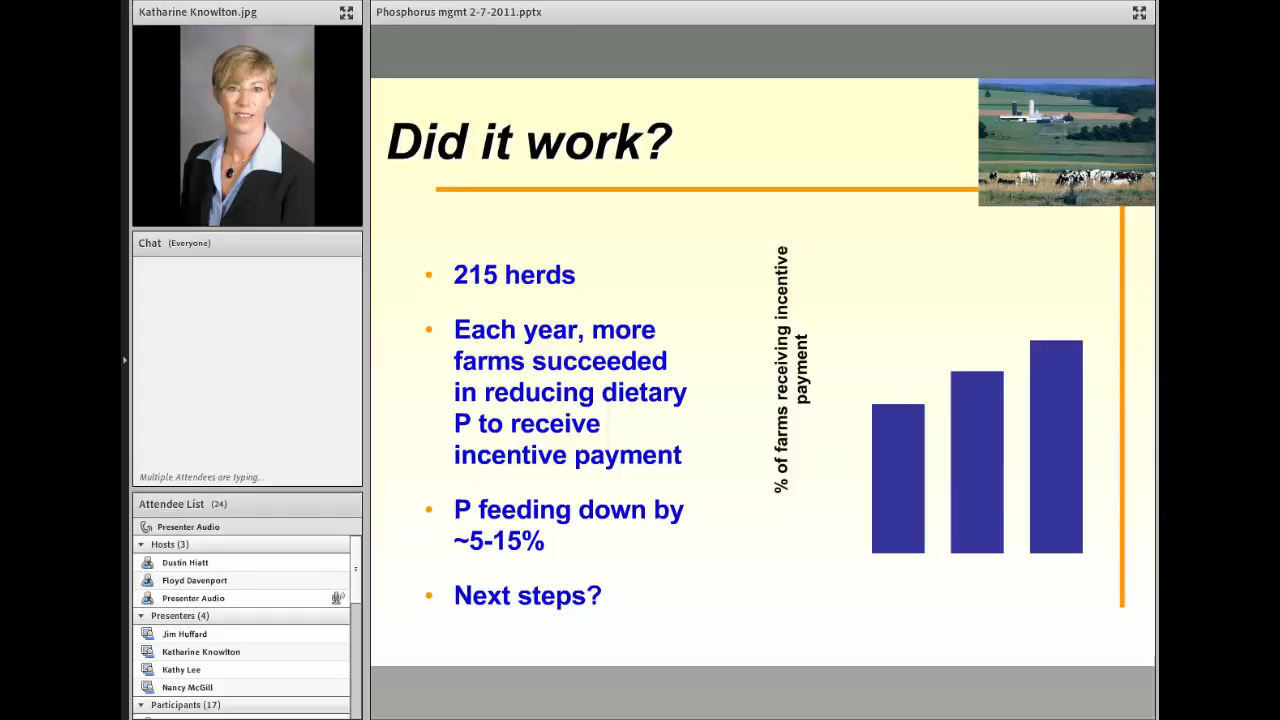 Katharine Knowlton.jpg
Phosphorus mgmt 2-7-2011.pptx
Chat (Everyone)
Multiple Attendees are typing...
Attendee List (24)
Presenter Audio
Hosts (3)
Dustin Hiatt
Floyd Davenport
Presenter Audio
Presenters (4)
Jim Huffard
Katharine Knowlton
Kathy Lee
Nancy McGill
Participants (17)
Did it work?
• 215 herds
• Each year, more
farms succeeded
in reducing dietary
P to receive
incentive payment
• P feeding down by
~5-15%
• Next steps?
% of farms receiving incentive
payment